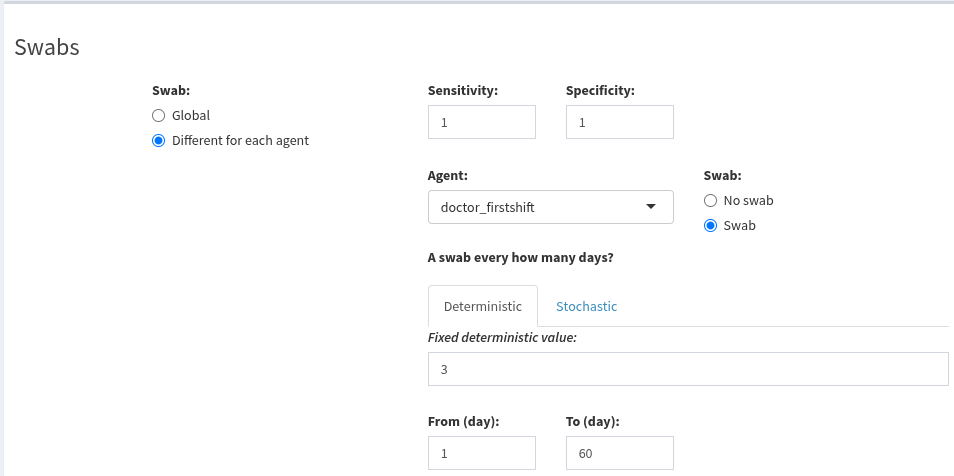 Swabs
Swab:
Global
Different for each agent
Sensitivity:
Specificity:
1
1
Agent:
doctor_firstshift
Swab:
No swab
Swab
A swab every how many days?
Deterministic
Stochastic
Fixed deterministic value:
3
From (day):
To (day):
1
60